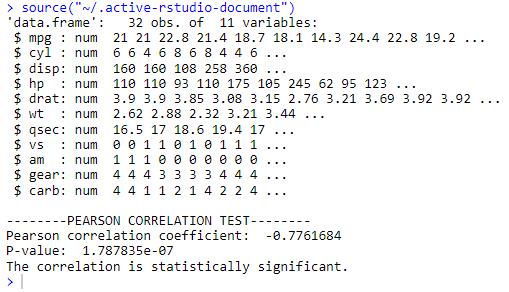 > source("~/.active-rstudio-document")
'data.frame':	32 obs. of  11 variables:
 $ mpg : num  21 21 22.8 21.4 18.7 18.1 14.3 24.4 22.8 19.2 ...
 $ cyl : num  6 6 4 6 8 6 8 4 4 6 ...
 $ disp: num  160 160 108 258 360 ...
 $ hp  : num  110 110 93 110 175 105 245 62 95 123 ...
 $ drat: num  3.9 3.9 3.85 3.08 3.15 2.76 3.21 3.69 3.92 3.92 ...
 $ wt  : num  2.62 2.88 2.32 3.21 3.44 ...
 $ qsec: num  16.5 17 18.6 19.4 17 ...
 $ vs  : num  0 0 1 1 0 1 0 1 1 1 ...
 $ am  : num  1 1 1 0 0 0 0 0 0 0 ...
 $ gear: num  4 4 4 3 3 3 3 4 4 4 ...
 $ carb: num  4 4 1 1 2 1 4 2 2 4 ...

--------PEARSON CORRELATION TEST--------
Pearson correlation coefficient:  -0.7761684
P-value:  1.787835e-07
The correlation is statistically significant.
>